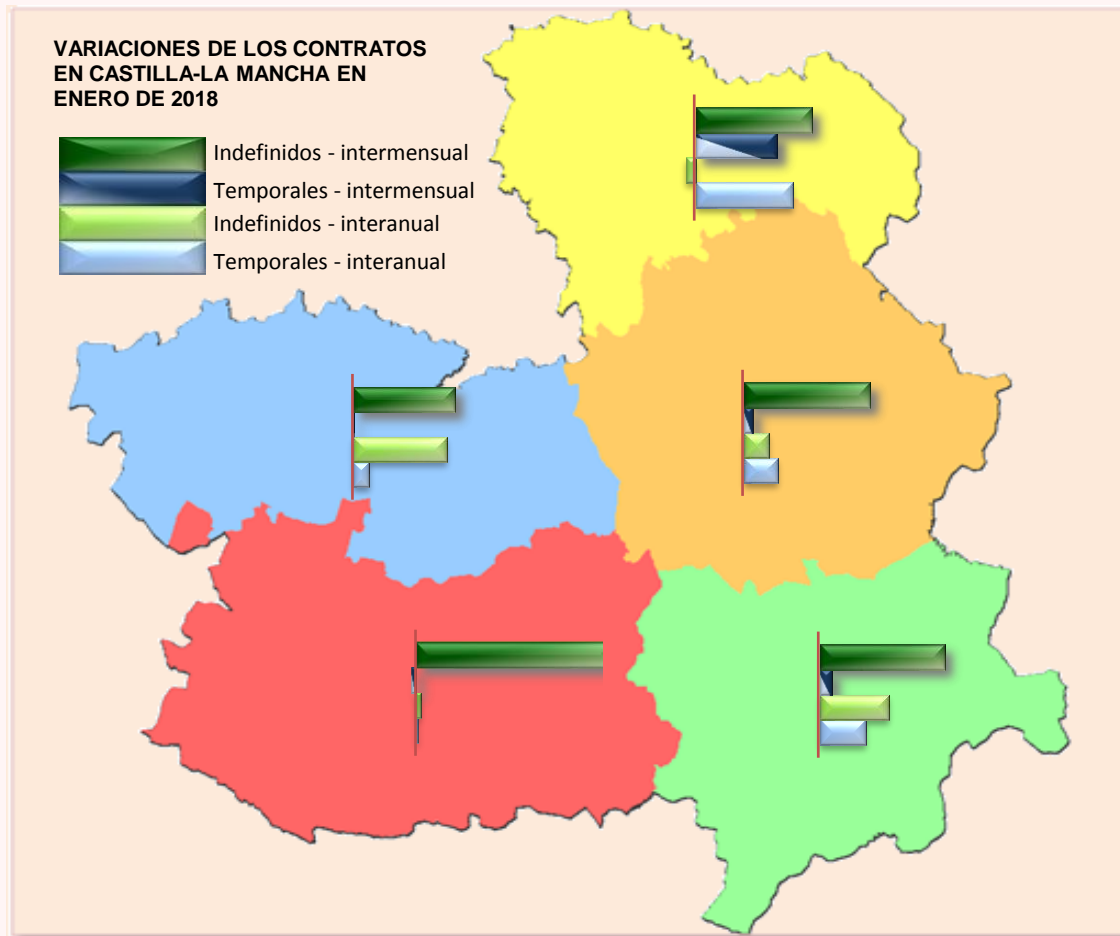 VARIACIONES DE LOS CONTRATOS
EN CASTILLA-LA MANCHA EN
ENERO DE 2018
Indefinidos - intermensual
Temporales - intermensual
Indefinidos - interanual
Temporales - interanual